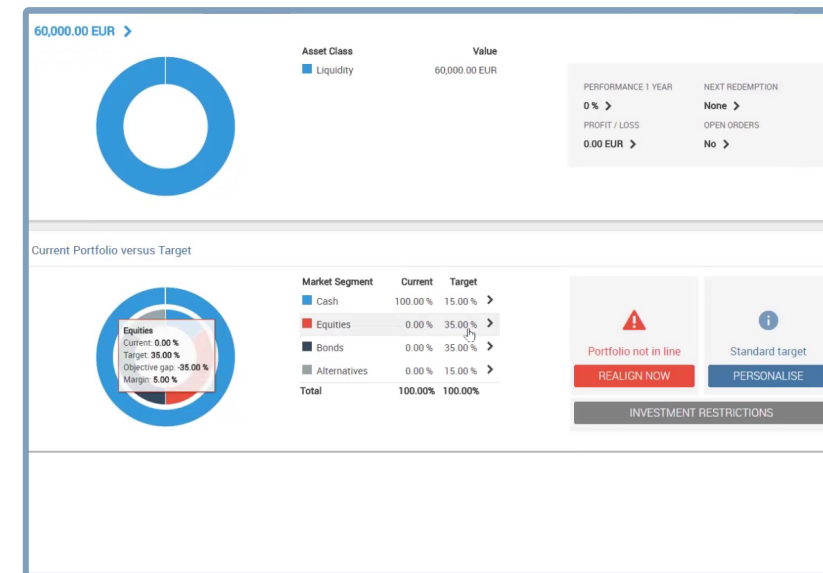 60,000.00 EUR
Asset Class Value
Liquidity 60,000.00 EUR
PERFORMANCE 1 YEAR NEXT REDEMPTION
0 % None
PROFIT / LOSS OPEN ORDERS
0.00 EUR No
Current Portfolio versus Target
Market Segment Current Target
Cash 100.00 % 15.00 %
Equities 0.00 % 35.00 %
Bonds 0.00 % 35.00 %
Alternatives 0.00 % 15.00 %
Total 100.00% 100.00%
Equities
Current: 0.00 %
Target: 35.00 %
Objective gap: -35.00 %
Margin: 5.00 %
Portfolio not in line Standard target
REALIGN NOW PERSONALISE
INVESTMENT RESTRICTIONS